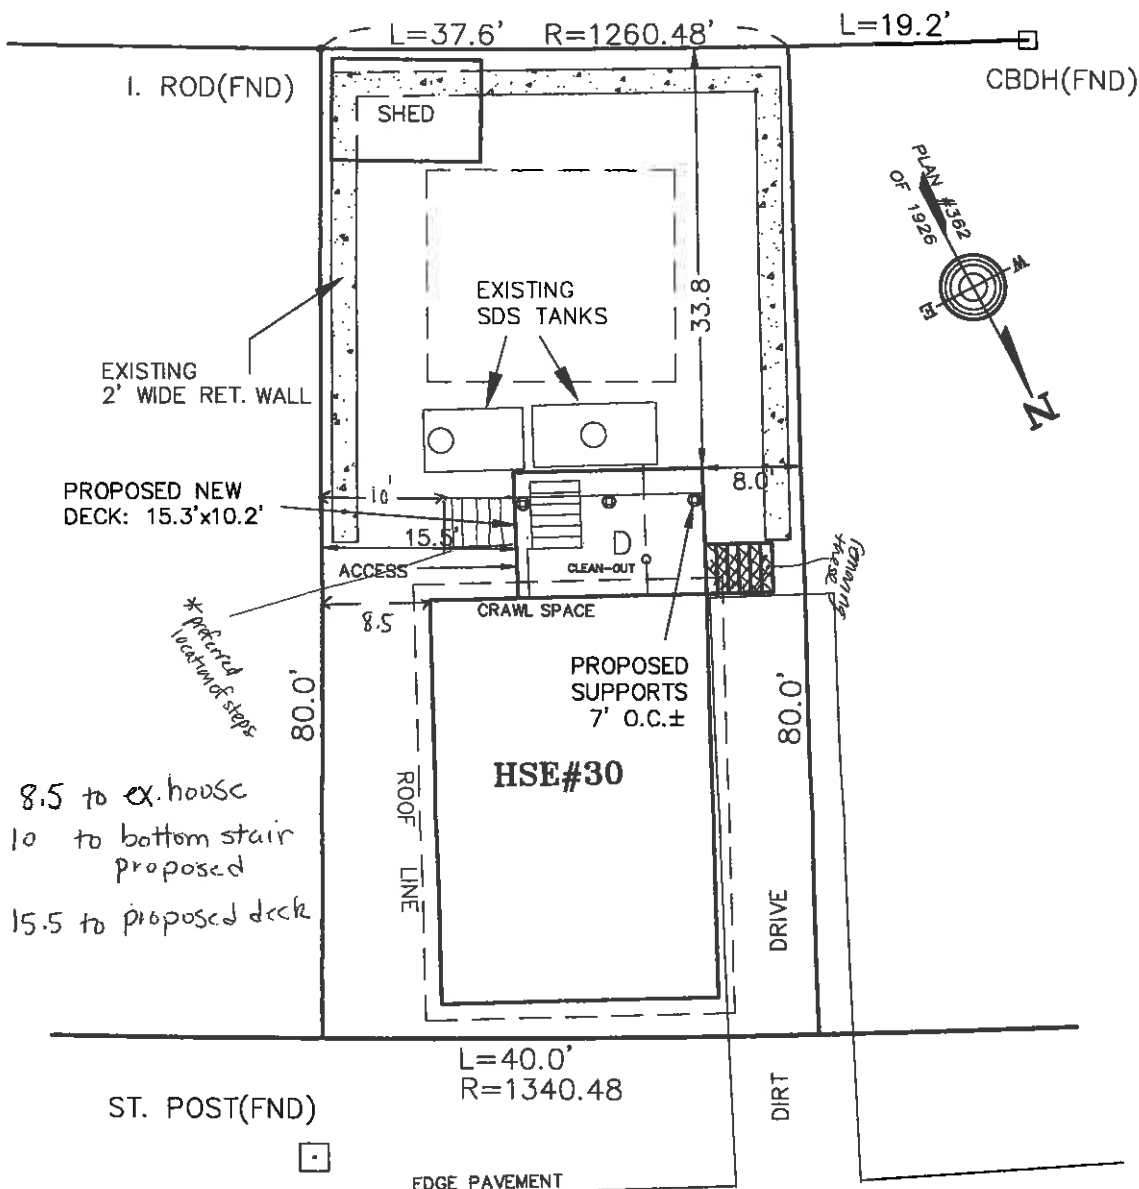 L=37.6'
R=1260.48'
L=19.2'
I. ROD(FND)
CBDH(FND)
SHED
PLAN #362
OF 1926
W
E
N
EXISTING
SDS TANKS
33.8
EXISTING
2' WIDE RET. WALL
PROPOSED NEW
DECK: 15.3'x10.2'
10'
8.0'
15.5'
D
ACCESS
CLEAN-OUT
removing
these
8.5
CRAWL SPACE
*preferred
location of steps
PROPOSED
SUPPORTS
7' O.C.±
80.0'
80.0'
HSE#30
ROOF LINE
8.5 to ex. house
10 to bottom stair
proposed
15.5 to proposed deck
DIRT DRIVE
L=40.0'
R=1340.48
ST. POST(FND)
EDGE PAVEMENT